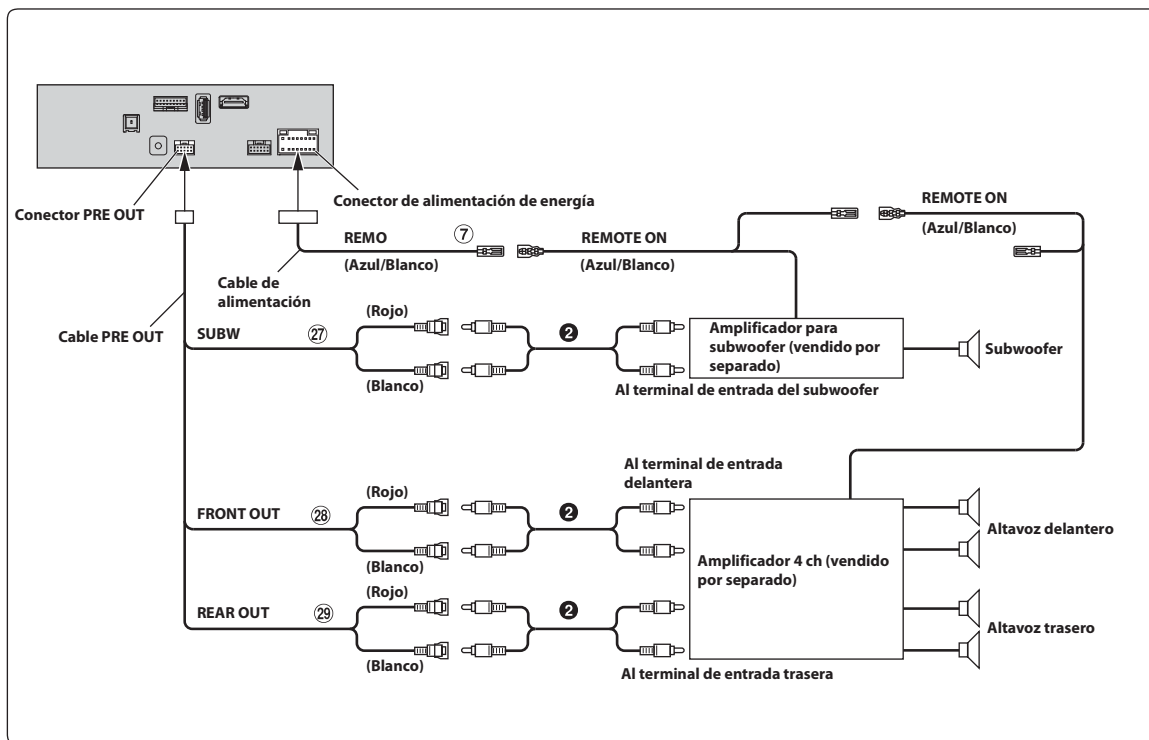 Conector PRE OUT
Conector de alimentación de energía
REMO
⑦
(Azul/Blanco)
REMOTE ON
(Azul/Blanco)
REMOTE ON
(Azul/Blanco)
Cable de
alimentación
Cable PRE OUT
SUBW
㉗
(Rojo)
(Blanco)
❷
Amplificador para
subwoofer (vendido por
separado)
Subwoofer
Al terminal de entrada del subwoofer
Al terminal de entrada
delantera
FRONT OUT
㉘
(Rojo)
(Blanco)
❷
Amplificador 4 ch (vendido
por separado)
Altavoz delantero
REAR OUT
㉙
(Rojo)
(Blanco)
❷
Altavoz trasero
Al terminal de entrada trasera